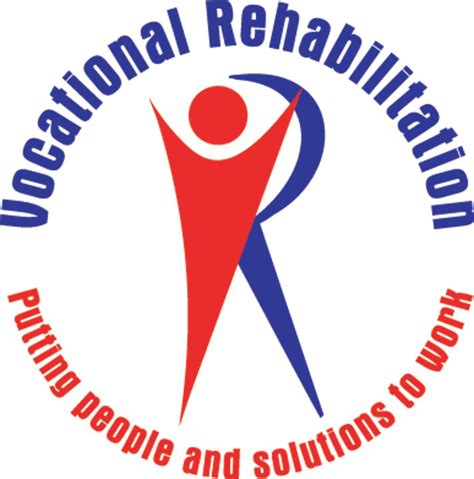 Vocational Rehabilitation
Putting people and solutions to work